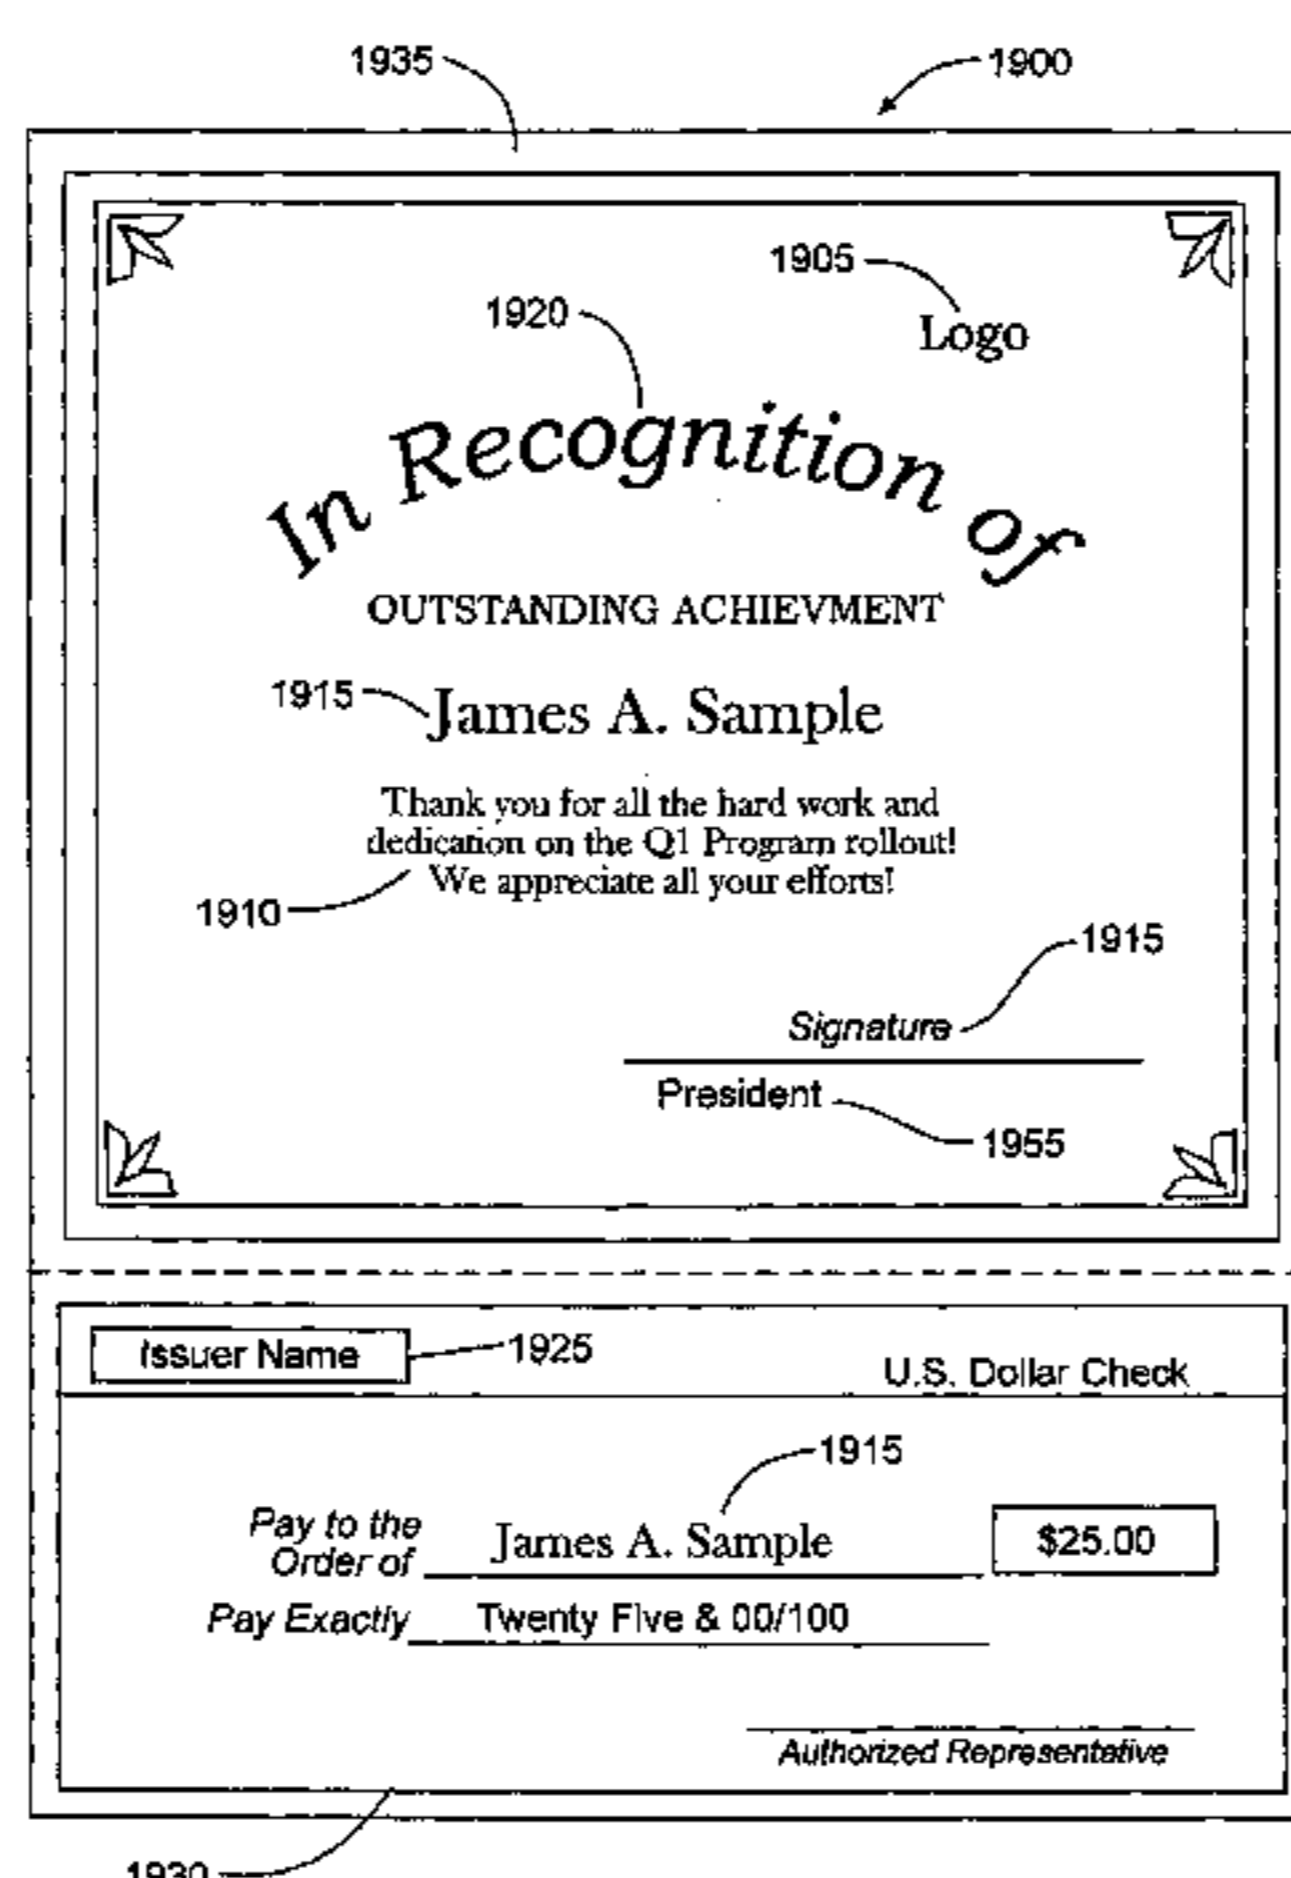 1935
1900
1905
1920
Logo
In Recognition of
OUTSTANDING ACHIEVMENT
1915
James A. Sample
Thank you for all the hard work and
dedication on the Q1 Program rollout!
We appreciate all your efforts!
1910
1915
Signature
President
1955
Issuer Name
1925
U.S. Dollar Check
1915
Pay to the
Order of
James A. Sample
$25.00
Pay Exactly
Twenty Five & 00/100
Authorized Representative
1930